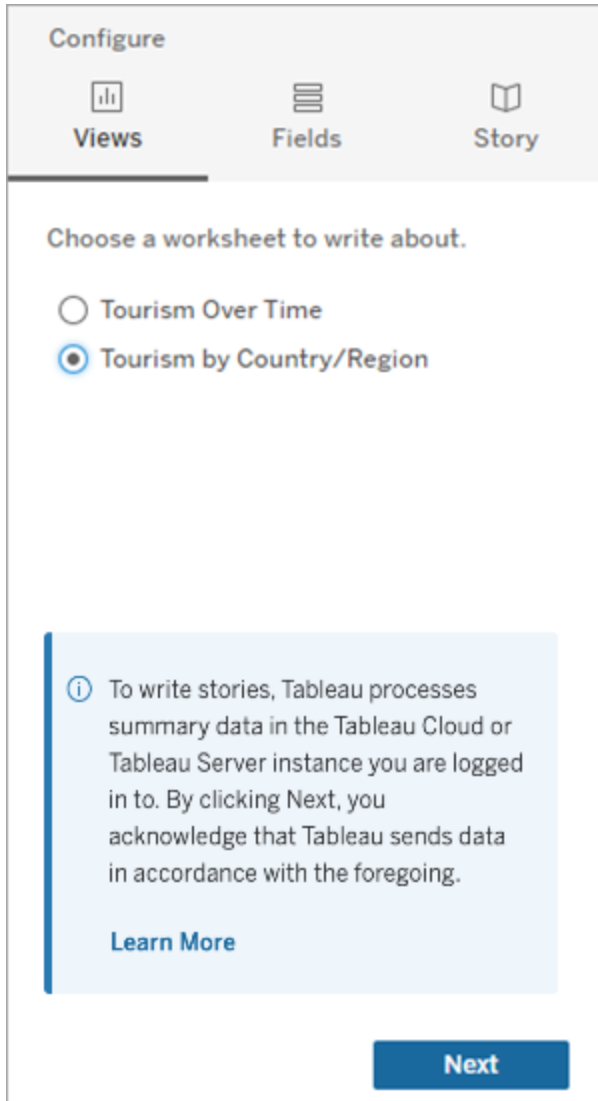 Configure
Views Fields Story
Choose a worksheet to write about.
Tourism Over Time
Tourism by Country/Region
To write stories, Tableau processes
summary data in the Tableau Cloud or
Tableau Server instance you are logged
in to. By clicking Next, you
acknowledge that Tableau sends data
in accordance with the foregoing.
Learn More
Next